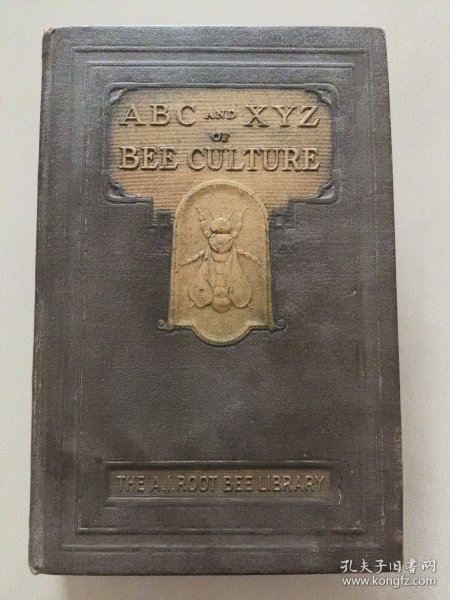 ABC AND XYZ
OF
BEE CULTURE
THE A.I. ROOT BEE LIBRARY
孔夫子旧书网
www.kongfz.com